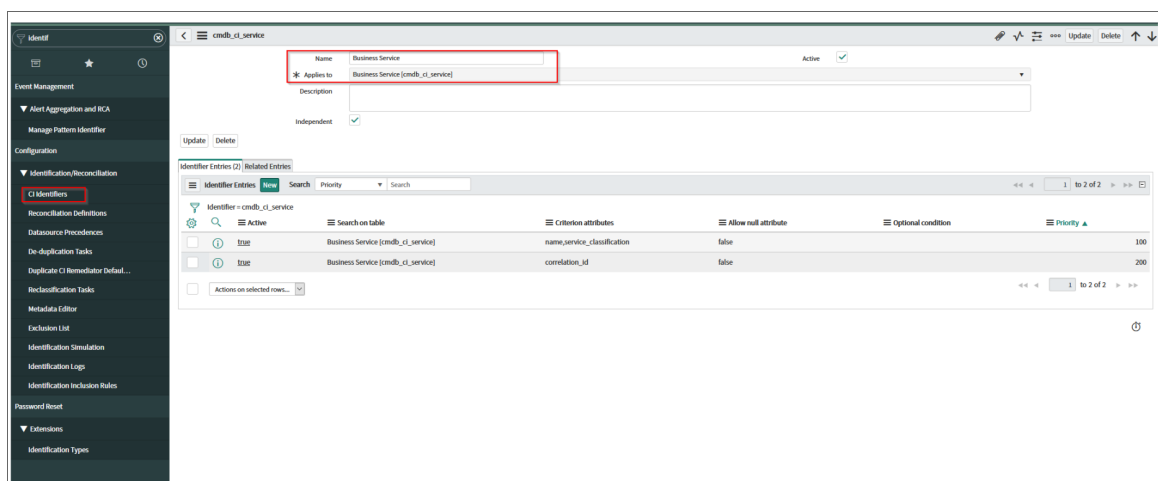 identif
cmdb_ci_service
Update Delete
Name Business Service
Active
Applies to Business Service [cmdb_ci_service]
Description
Independent
Update Delete
Event Management
Alert Aggregation and RCA
Manage Pattern Identifier
Configuration
Identification/Reconciliation
CI Identifiers
Reconciliation Definitions
Datasource Precedences
De-duplication Tasks
Duplicate CI Remediator Defaul...
Reclassification Tasks
Metadata Editor
Exclusion List
Identification Simulation
Identification Logs
Identification Inclusion Rules
Password Reset
Extensions
Identification Types
Identifier Entries (2) Related Entries
Identifier Entries New Search Priority Search 1 to 2 of 2
Identifier = cmdb_ci_service
Active Search on table Criterion attributes Allow null attribute Optional condition Priority
true Business Service [cmdb_ci_service] name,service_classification false 100
true Business Service [cmdb_ci_service] correlation_id false 200
Actions on selected rows... 1 to 2 of 2